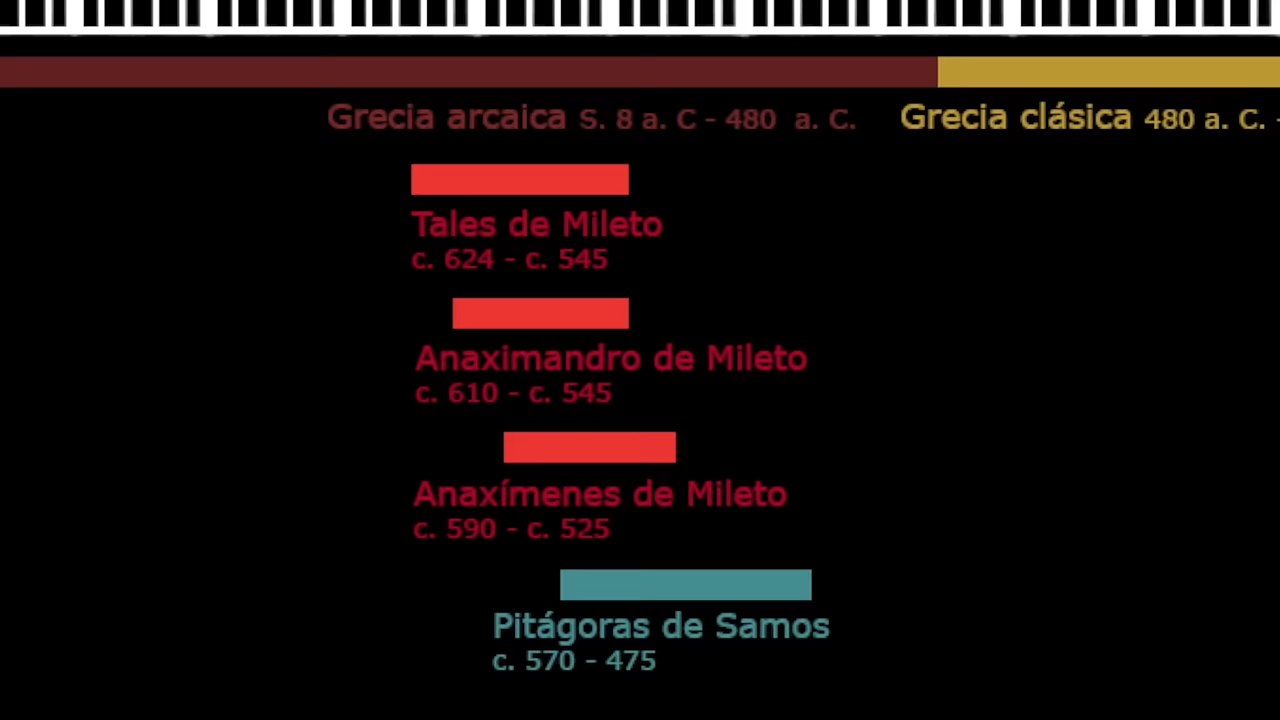 Grecia arcaica S. 8 a. C - 480 a. C.
Grecia clásica 480 a. C. -
Tales de Mileto
c. 624 - c. 545
Anaximandro de Mileto
c. 610 - c. 545
Anaxímenes de Mileto
c. 590 - c. 525
Pitágoras de Samos
c. 570 - 475